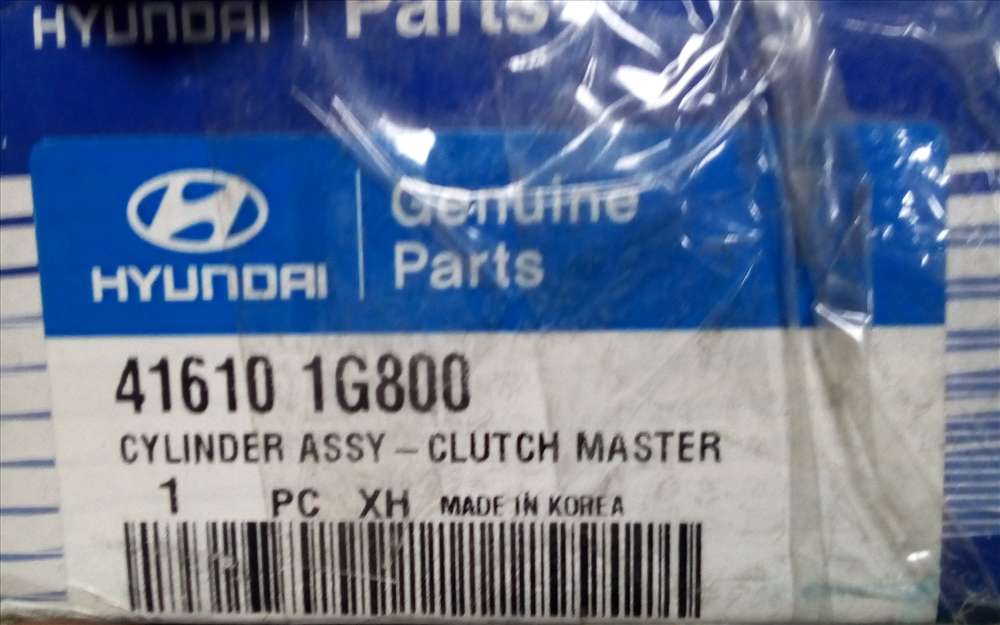 HYUNDAI Parts
HYUNDAI
Genuine
Parts
41610 1G800
CYLINDER ASSY – CLUTCH MASTER
1 PC XH MADE IN KOREA